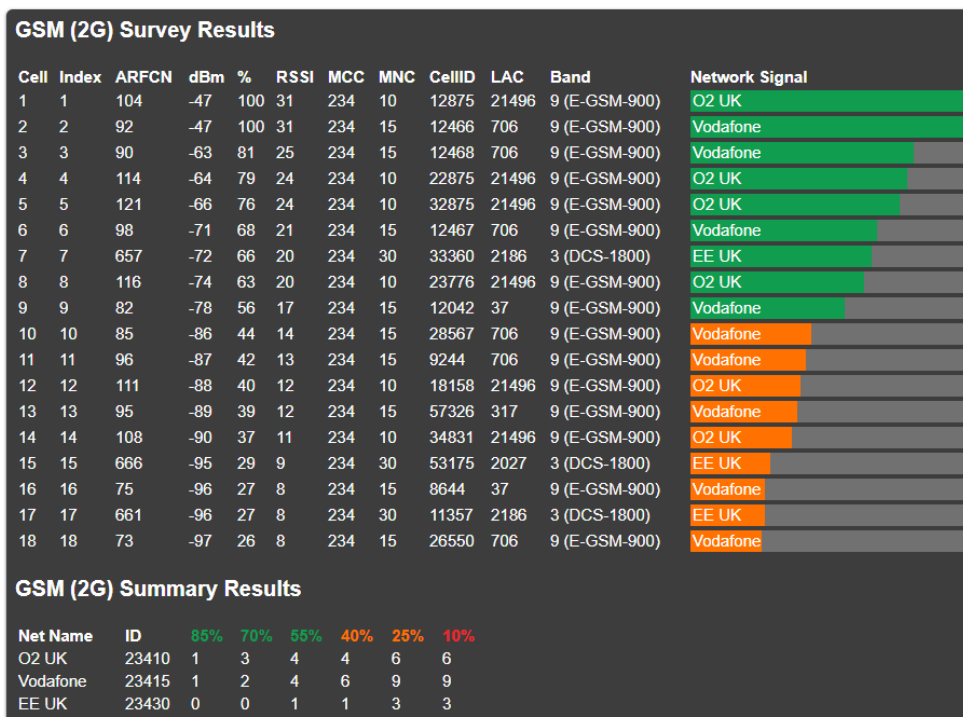 GSM (2G) Survey Results
Cell Index ARFCN dBm % RSSI MCC MNC CellID LAC Band Network Signal
1 1 104 -47 100 31 234 10 12875 21496 9 (E-GSM-900) O2 UK
2 2 92 -47 100 31 234 15 12466 706 9 (E-GSM-900) Vodafone
3 3 90 -63 81 25 234 15 12468 706 9 (E-GSM-900) Vodafone
4 4 114 -64 79 24 234 10 22875 21496 9 (E-GSM-900) O2 UK
5 5 121 -66 76 24 234 10 32875 21496 9 (E-GSM-900) O2 UK
6 6 98 -71 68 21 234 15 12467 706 9 (E-GSM-900) Vodafone
7 7 657 -72 66 20 234 30 33360 2186 3 (DCS-1800) EE UK
8 8 116 -74 63 20 234 10 23776 21496 9 (E-GSM-900) O2 UK
9 9 82 -78 56 17 234 15 12042 37 9 (E-GSM-900) Vodafone
10 10 85 -86 44 14 234 15 28567 706 9 (E-GSM-900) Vodafone
11 11 96 -87 42 13 234 15 9244 706 9 (E-GSM-900) Vodafone
12 12 111 -88 40 12 234 10 18158 21496 9 (E-GSM-900) O2 UK
13 13 95 -89 39 12 234 15 57326 317 9 (E-GSM-900) Vodafone
14 14 108 -90 37 11 234 10 34831 21496 9 (E-GSM-900) O2 UK
15 15 666 -95 29 9 234 30 53175 2027 3 (DCS-1800) EE UK
16 16 75 -96 27 8 234 15 8644 37 9 (E-GSM-900) Vodafone
17 17 661 -96 27 8 234 30 11357 2186 3 (DCS-1800) EE UK
18 18 73 -97 26 8 234 15 26550 706 9 (E-GSM-900) Vodafone
GSM (2G) Summary Results
Net Name ID 85% 70% 55% 40% 25% 10%
O2 UK 23410 1 3 4 4 6 6
Vodafone 23415 1 2 4 6 9 9
EE UK 23430 0 0 1 1 3 3